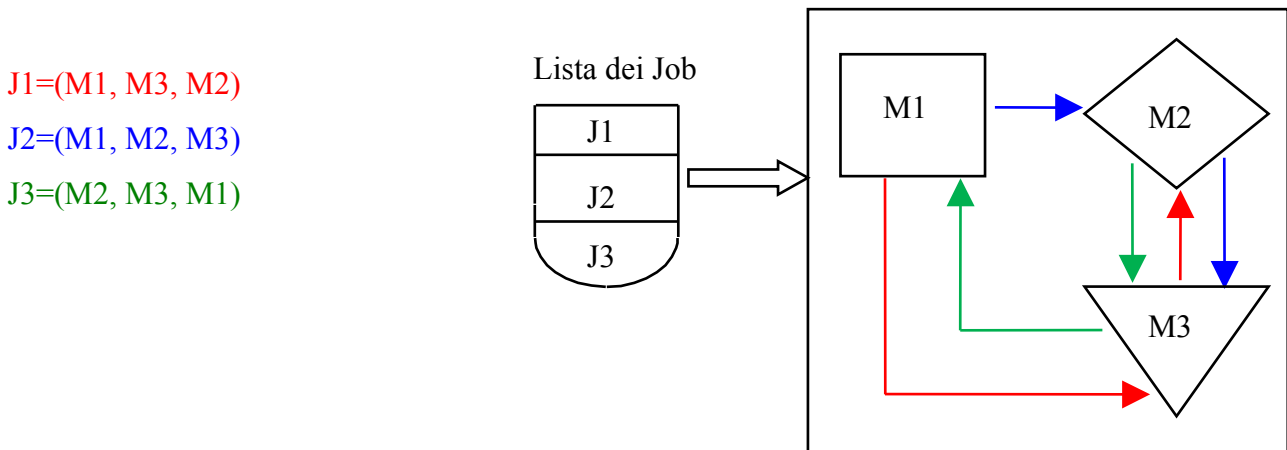 J1=(M1, M3, M2)
J2=(M1, M2, M3)
J3=(M2, M3, M1)
Lista dei Job
J1
J2
J3
M1
M2
M3